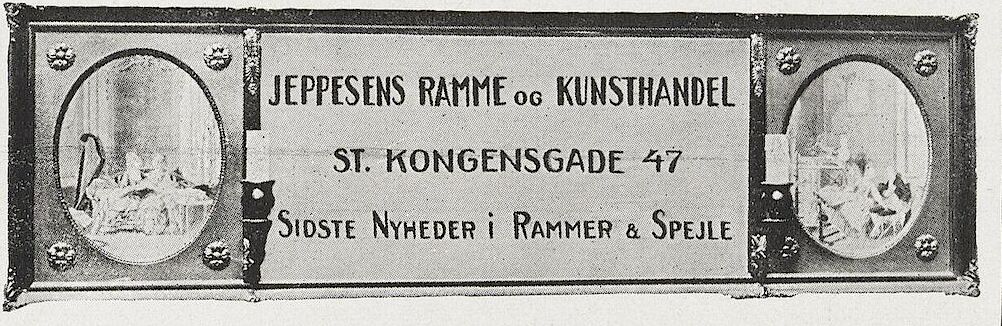 JEPPESENS RAMME OG KUNSTHANDEL
ST. KONGENSGADE 47
SIDSTE NYHEDER i RAMMER & SPEJLE